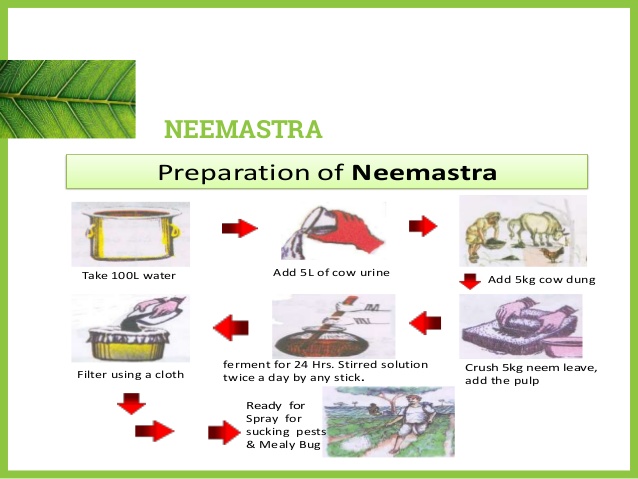 NEEMASTRA
Preparation of Neemastra
Take 100L water
Add 5L of cow urine
Add 5kg cow dung
Crush 5kg neem leave,
add the pulp
ferment for 24 Hrs. Stirred solution
twice a day by any stick.
Filter using a cloth
Ready for
Spray for
sucking pests
& Mealy Bug